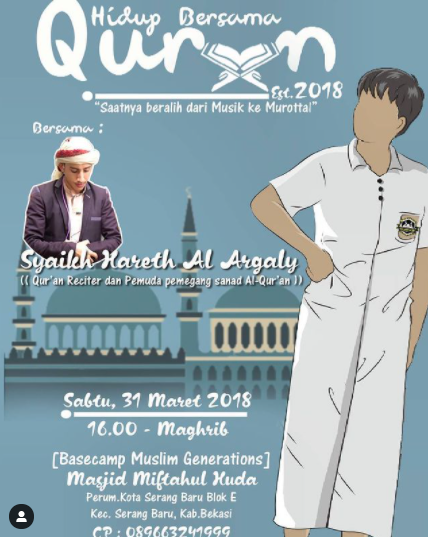 Hidup Bersama
Qur'an
Est.2018
"Saatnya beralih dari Musik ke Murottal"
Bersama :
Syaikh Hareth Al Argaly
(( Qur'an Reciter dan Pemuda pemegang sanad Al-Qur'an ))
Sabtu, 31 Maret 2018
16.00 - Maghrib
[Basecamp Muslim Generations]
Masjid Miftahul Huda
Perum.Kota Serang Baru Blok E
Kec. Serang Baru, Kab.Bekasi
CP : 089663241999